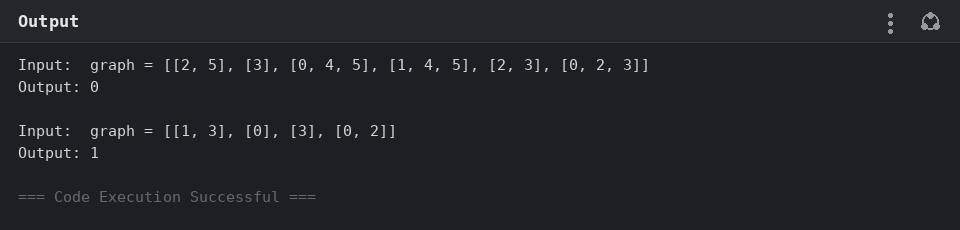 Output
Input:  graph = [[2, 5], [3], [0, 4, 5], [1, 4, 5], [2, 3], [0, 2, 3]]
Output: 0
Input:  graph = [[1, 3], [0], [3], [0, 2]]
Output: 1
=== Code Execution Successful ===